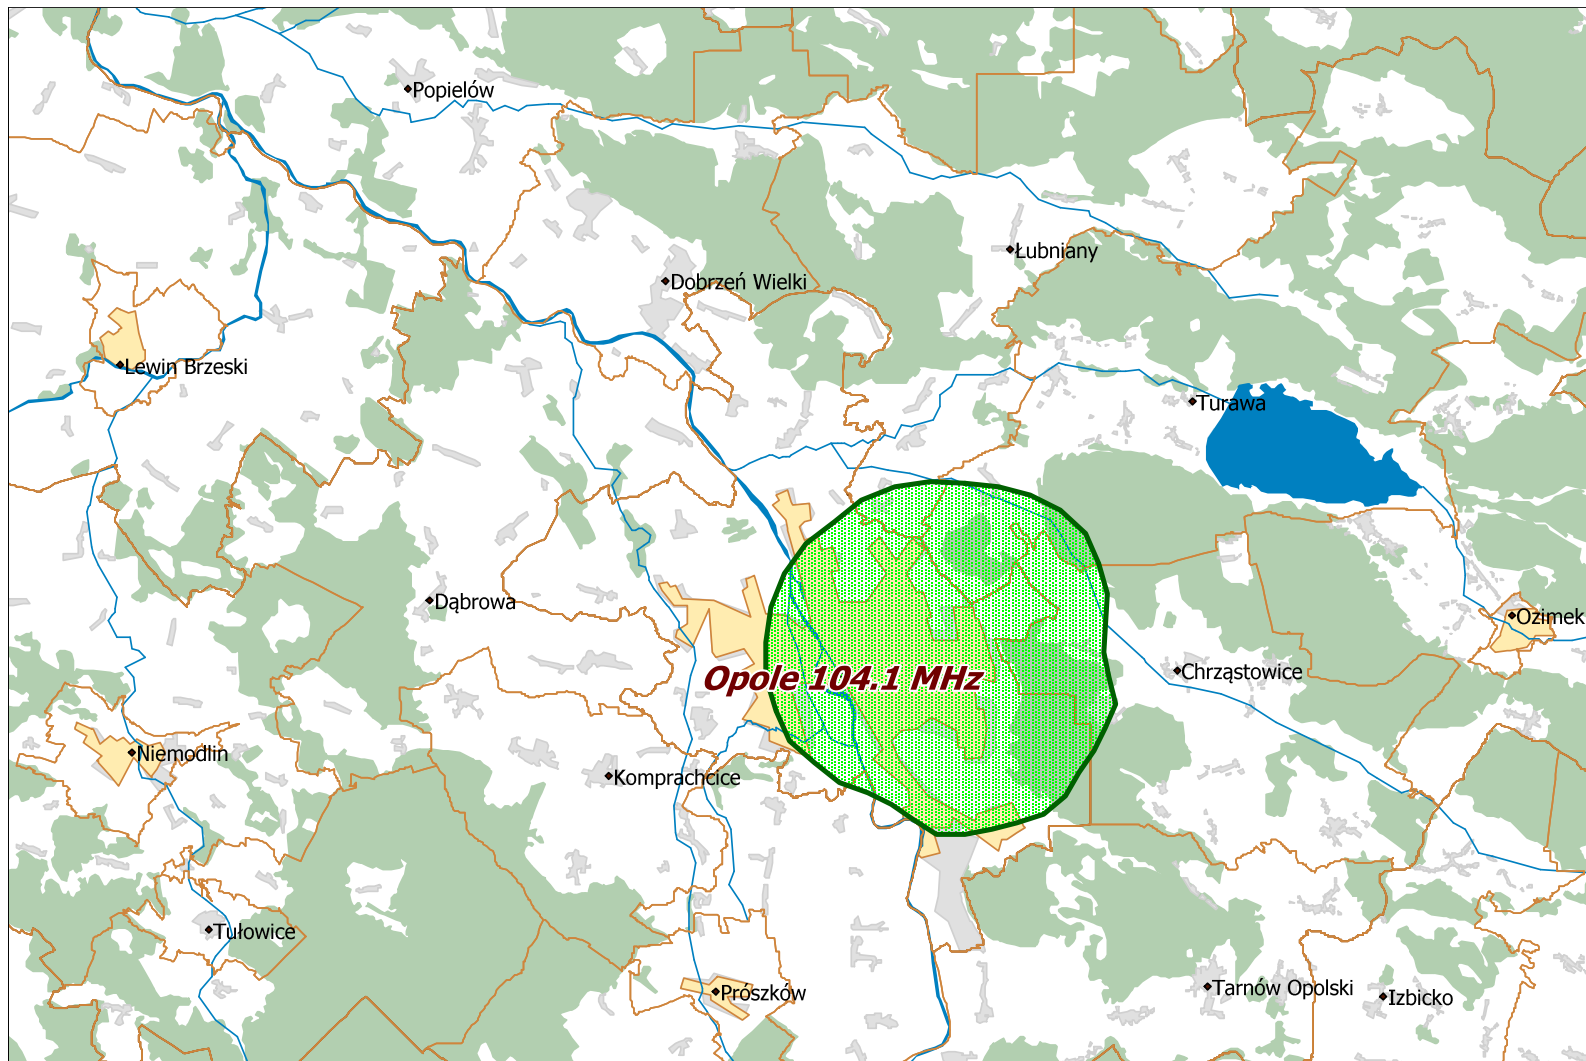 Popielów
Łubniany
Dobrzeń Wielki
Lewin Brzeski
Turawa
Dąbrowa
Ozimek
Chrząstowice
Opole 104.1 MHz
Niemodlin
Komprachcice
Tułowice
Prószków
Tarnów Opolski
Izbicko